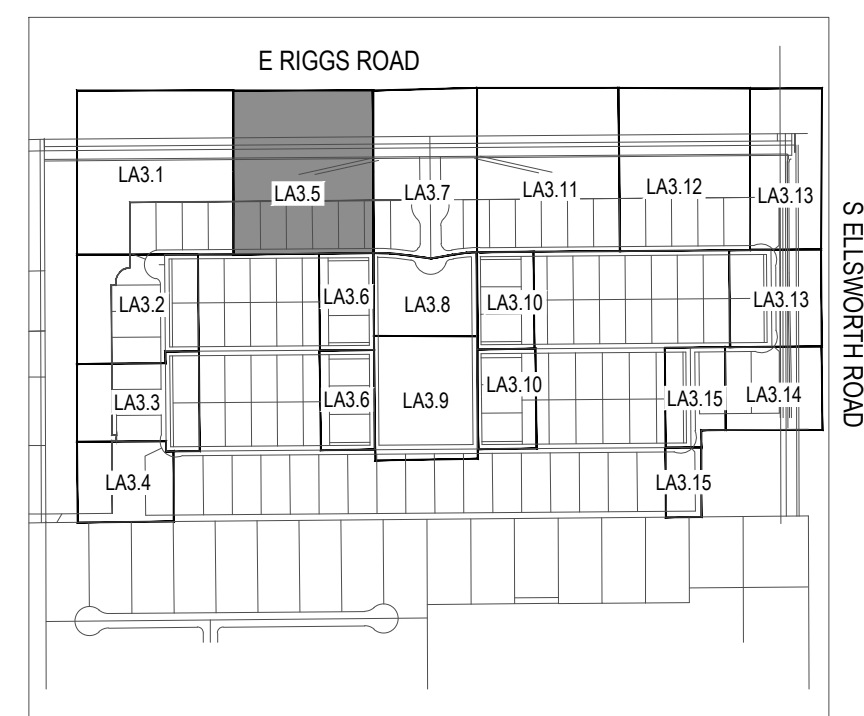 E RIGGS ROAD
LA3.1
LA3.5
LA3.7
LA3.11
LA3.12
LA3.13
S ELLSWORTH ROAD
LA3.2
LA3.6
LA3.8
LA3.10
LA3.13
LA3.3
LA3.6
LA3.9
LA3.10
LA3.15
LA3.14
LA3.4
LA3.15